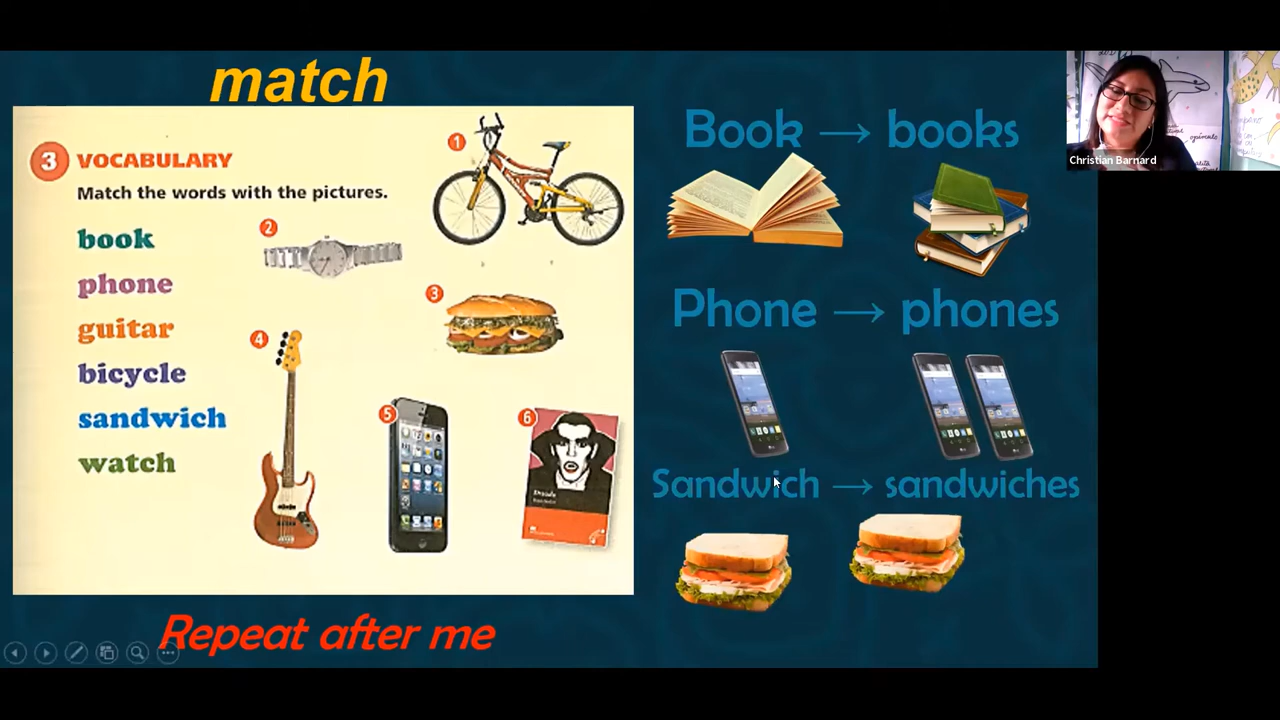 match
3 VOCABULARY
Match the words with the pictures.
book
phone
guitar
bicycle
sandwich
watch
1
2
3
4
5
6
Repeat after me
Book → books
Phone → phones
Sandwich → sandwiches
Christian Barnard